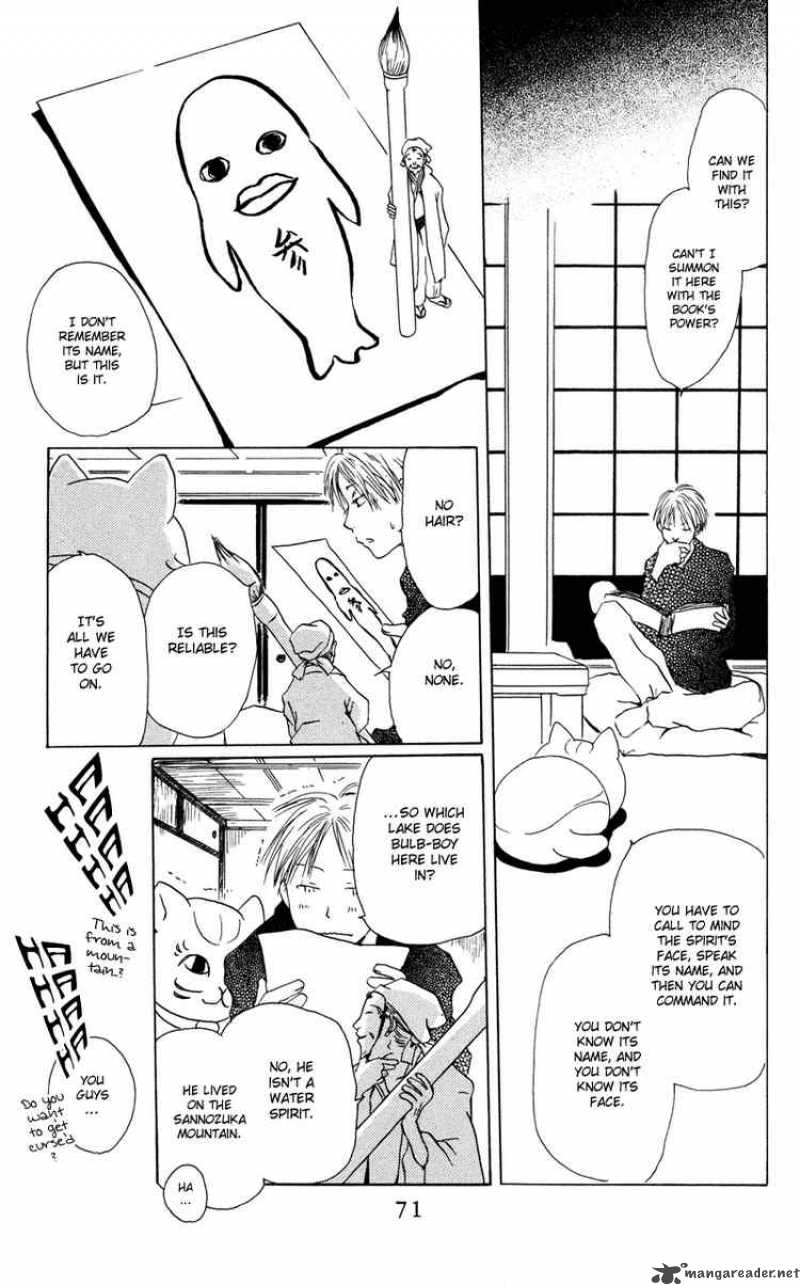 CAN WE
FIND IT
WITH
THIS?
CAN'T I
SUMMON
IT HERE
WITH THE
BOOK'S
POWER?
YOU HAVE TO
CALL TO MIND
THE SPIRIT'S
FACE, SPEAK
ITS NAME, AND
THEN YOU CAN
COMMAND IT.
YOU DON'T
KNOW ITS
NAME, AND
YOU DON'T
KNOW ITS
FACE.
I DON'T
REMEMBER
ITS NAME,
BUT THIS
IS IT.
参
NO
HAIR?
NO,
NONE.
IS THIS
RELIABLE?
IT'S
ALL WE
HAVE
TO GO
ON.
...SO WHICH
LAKE DOES
BULB-BOY
HERE LIVE
IN?
NO, HE
ISN'T A
WATER
SPIRIT.
HE LIVED
ON THE
SANNOZUKA
MOUNTAIN.
HA
...
HAHAHAHA
This is
from a
moun-
tain?
HAHAHAHA
YOU
GUYS
...
Do you
want
to get
cursed
?
71
mangareader.net